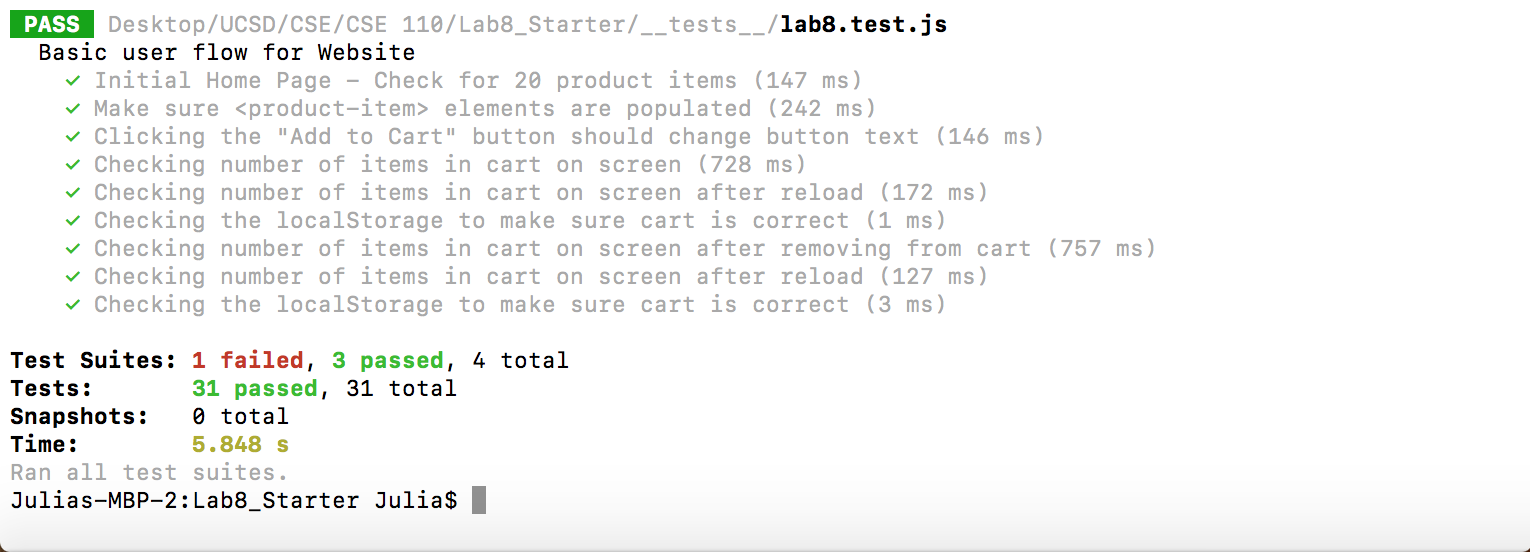 PASS Desktop/UCSD/CSE/CSE 110/Lab8_Starter/__tests__/lab8.test.js
Basic user flow for Website
✓ Initial Home Page – Check for 20 product items (147 ms)
✓ Make sure <product-item> elements are populated (242 ms)
✓ Clicking the "Add to Cart" button should change button text (146 ms)
✓ Checking number of items in cart on screen (728 ms)
✓ Checking number of items in cart on screen after reload (172 ms)
✓ Checking the localStorage to make sure cart is correct (1 ms)
✓ Checking number of items in cart on screen after removing from cart (757 ms)
✓ Checking number of items in cart on screen after reload (127 ms)
✓ Checking the localStorage to make sure cart is correct (3 ms)
Test Suites: 1 failed, 3 passed, 4 total
Tests: 31 passed, 31 total
Snapshots: 0 total
Time: 5.848 s
Ran all test suites.
Julias-MBP-2:Lab8_Starter Julia$